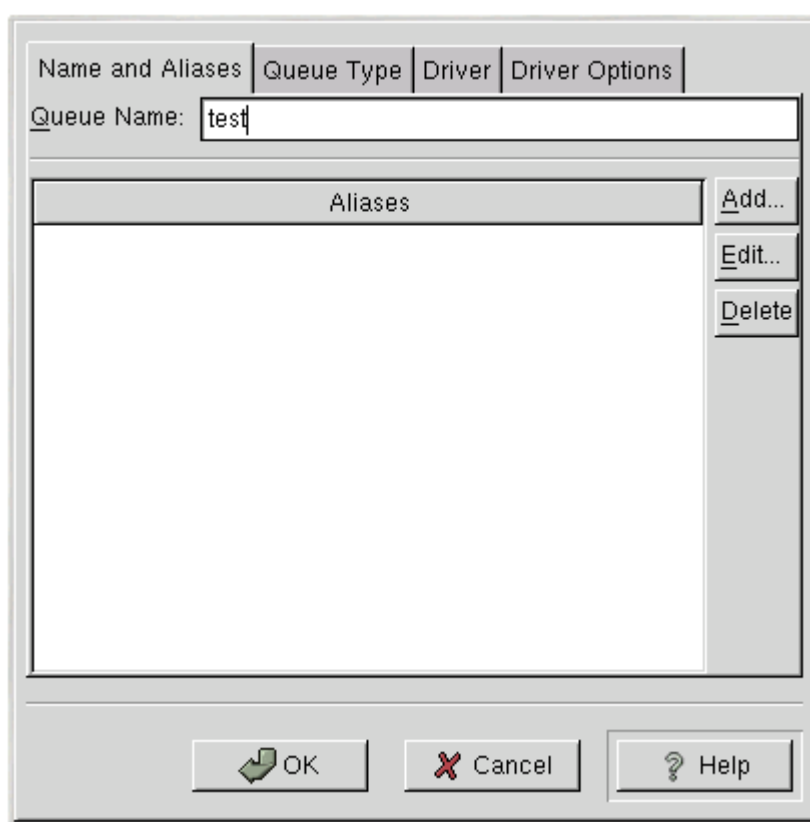 Name and Aliases Queue Type Driver Driver Options
Queue Name: test
Aliases
Add...
Edit...
Delete
OK Cancel Help